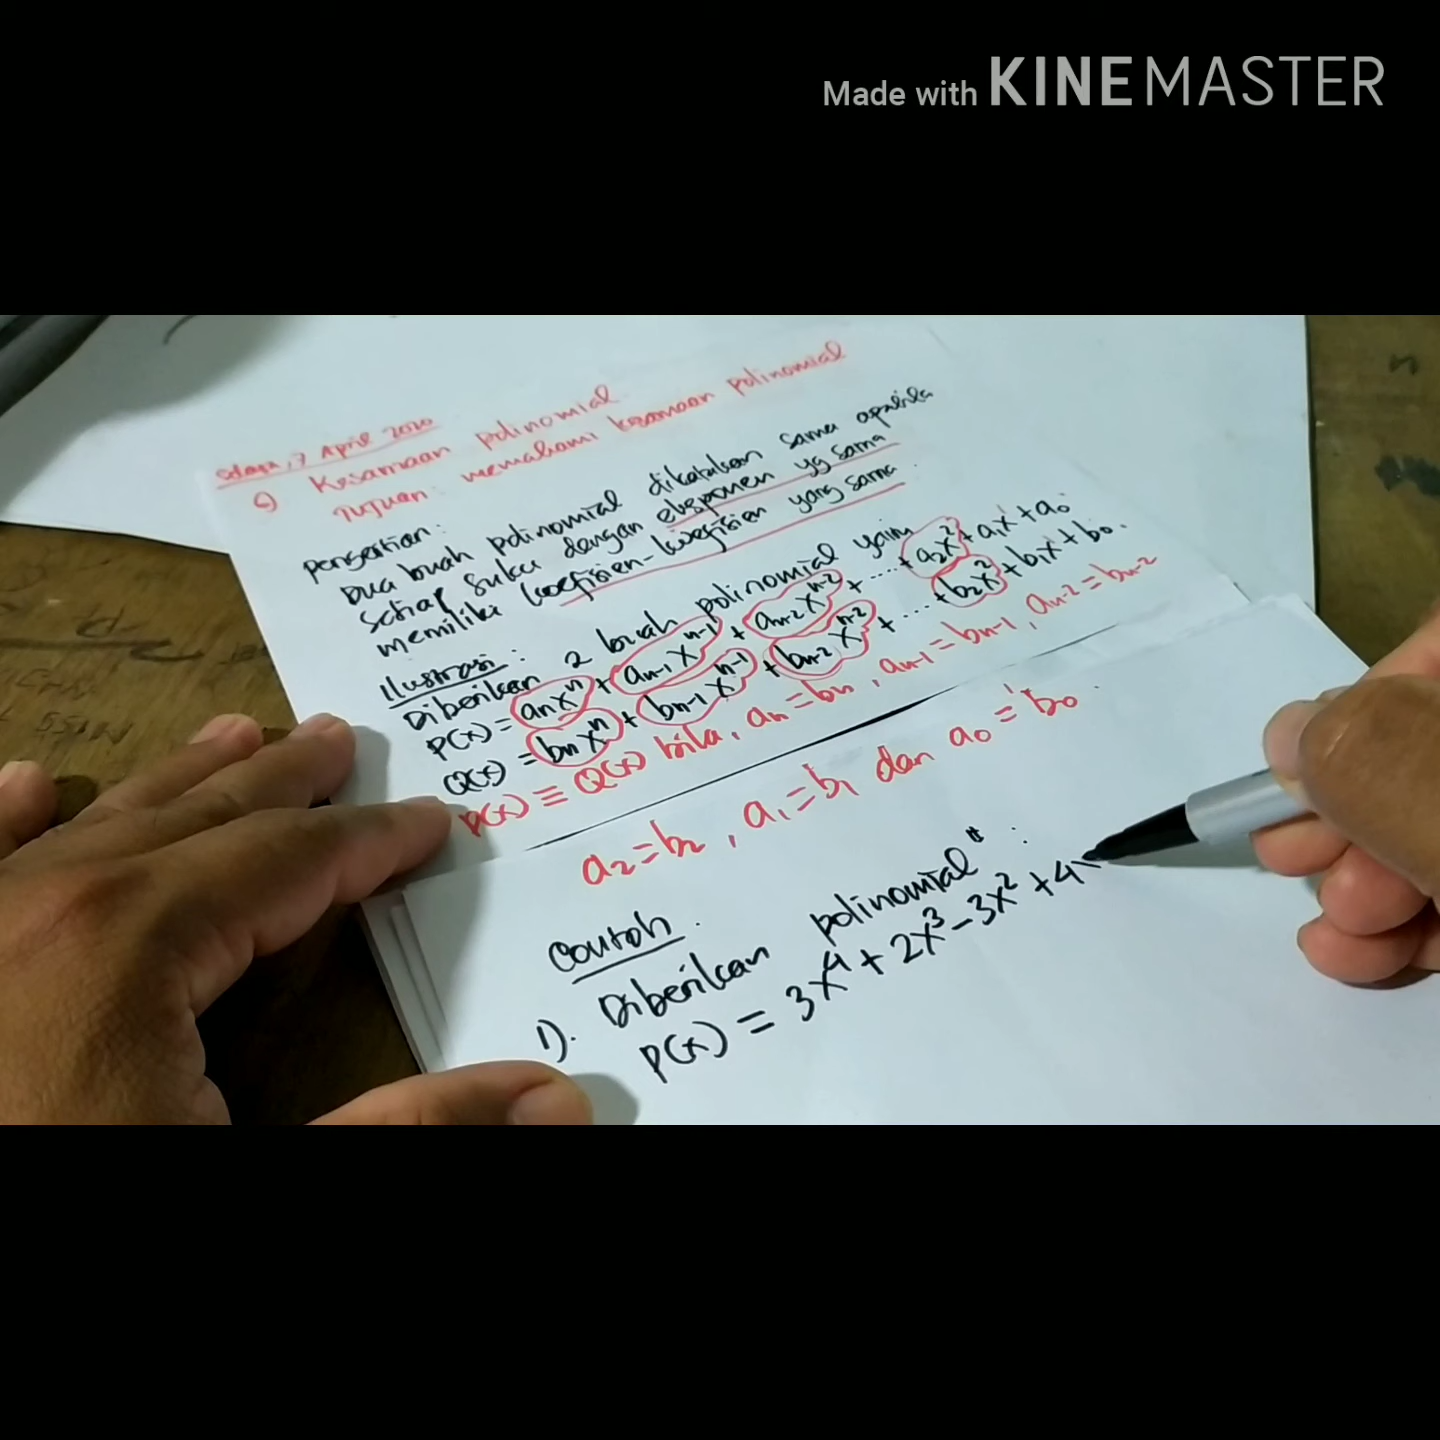 Made with KINEMASTER
Selasa, 7 April 2020
Kesamaan polinomial
Tujuan: memahami kesamaan polinomial
Pengertian:
Dua buah polinomial dikatakan sama apabila
setiap suku dengan eksponen yg sama
memiliki koefisien-koefisien yang sama.
Ilustrasi:
Diberikan 2 buah polinomial yaitu
P(x) = aₙxⁿ + aₙ₋₁xⁿ⁻¹ + aₙ₋₂xⁿ⁻² + .... + a₂x² + a₁x + a₀
Q(x) = bₙxⁿ + bₙ₋₁xⁿ⁻¹ + bₙ₋₂xⁿ⁻² + .... + b₂x² + b₁x + b₀.
P(x) ≡ Q(x) bila, aₙ = bₙ, aₙ₋₁ = bₙ₋₁, aₙ₋₂ = bₙ₋₂
a₂ = b₂, a₁ = b₁ dan a₀ = b₀.
Contoh.
1). Diberikan polinomial" :
P(x) = 3x⁴ + 2x³ - 3x² + 4